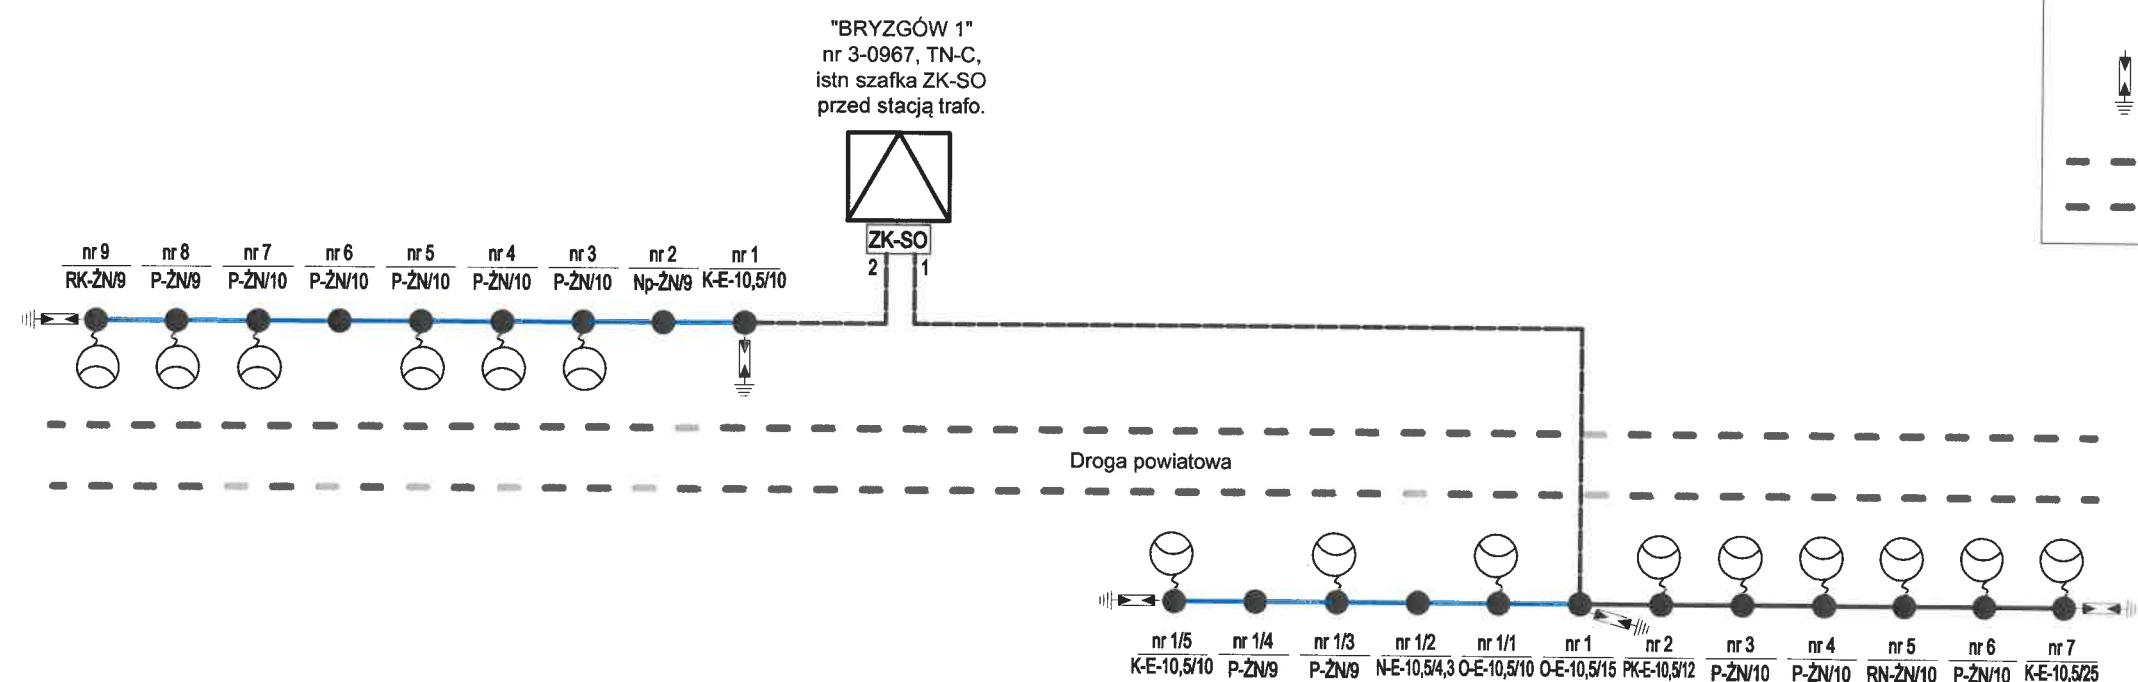 "BRYZGÓW 1"
nr 3-0967, TN-C,
istn szafka ZK-SO
przed stacją trafo.
ZK-SO
2 1
nr 9 nr 8 nr 7 nr 6 nr 5 nr 4 nr 3 nr 2 nr 1
RK-ŻN/9 P-ŻN/9 P-ŻN/10 P-ŻN/10 P-ŻN/10 P-ŻN/10 P-ŻN/10 Np-ŻN/9 K-E-10,5/10
Droga powiatowa
nr 1/5 nr 1/4 nr 1/3 nr 1/2 nr 1/1 nr 1 nr 2 nr 3 nr 4 nr 5 nr 6 nr 7
K-E-10,5/10 P-ŻN/9 P-ŻN/9 N-E-10,5/4,3 O-E-10,5/10 O-E-10,5/15 PK-E-10,5/12 P-ŻN/10 P-ŻN/10 RN-ŻN/10 P-ŻN/10 K-E-10,5/25